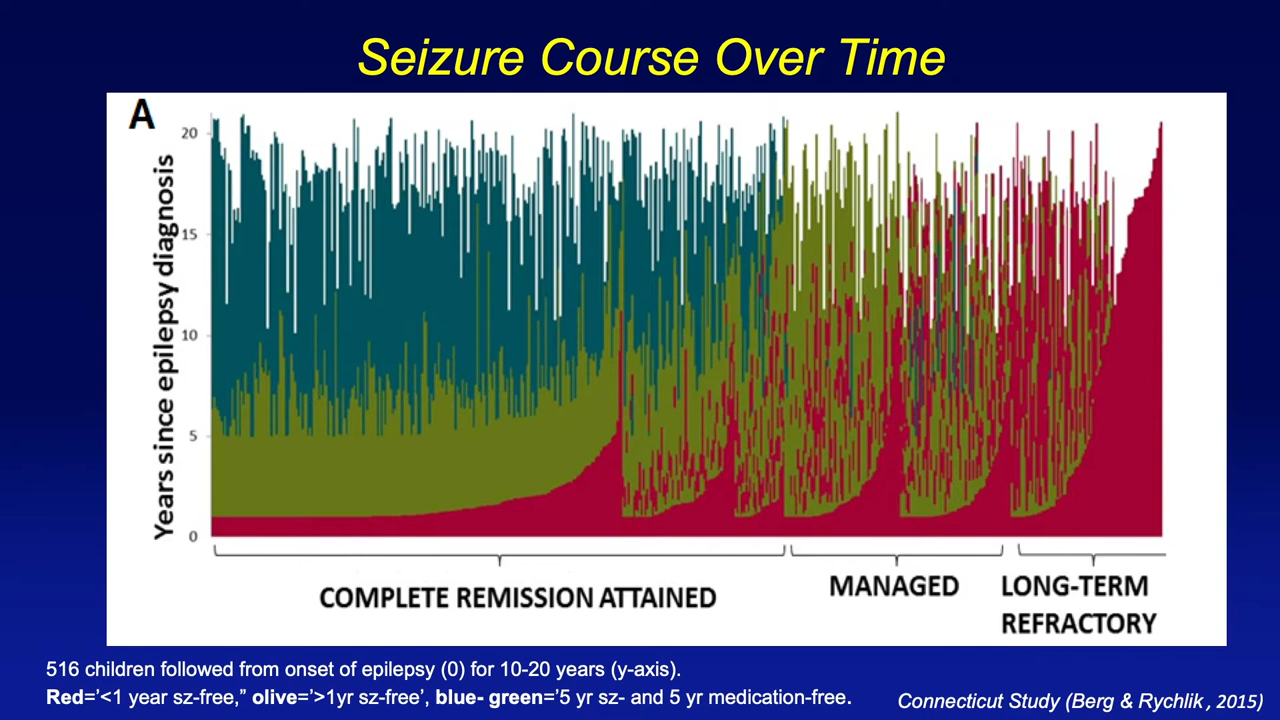 Seizure Course Over Time
A
Years since epilepsy diagnosis
20
15
10
5
0
COMPLETE REMISSION ATTAINED
MANAGED
LONG-TERM
REFRACTORY
516 children followed from onset of epilepsy (0) for 10-20 years (y-axis).
Red='<1 year sz-free,” olive='>1yr sz-free', blue- green='5 yr sz- and 5 yr medication-free.
Connecticut Study (Berg & Rychlik , 2015)